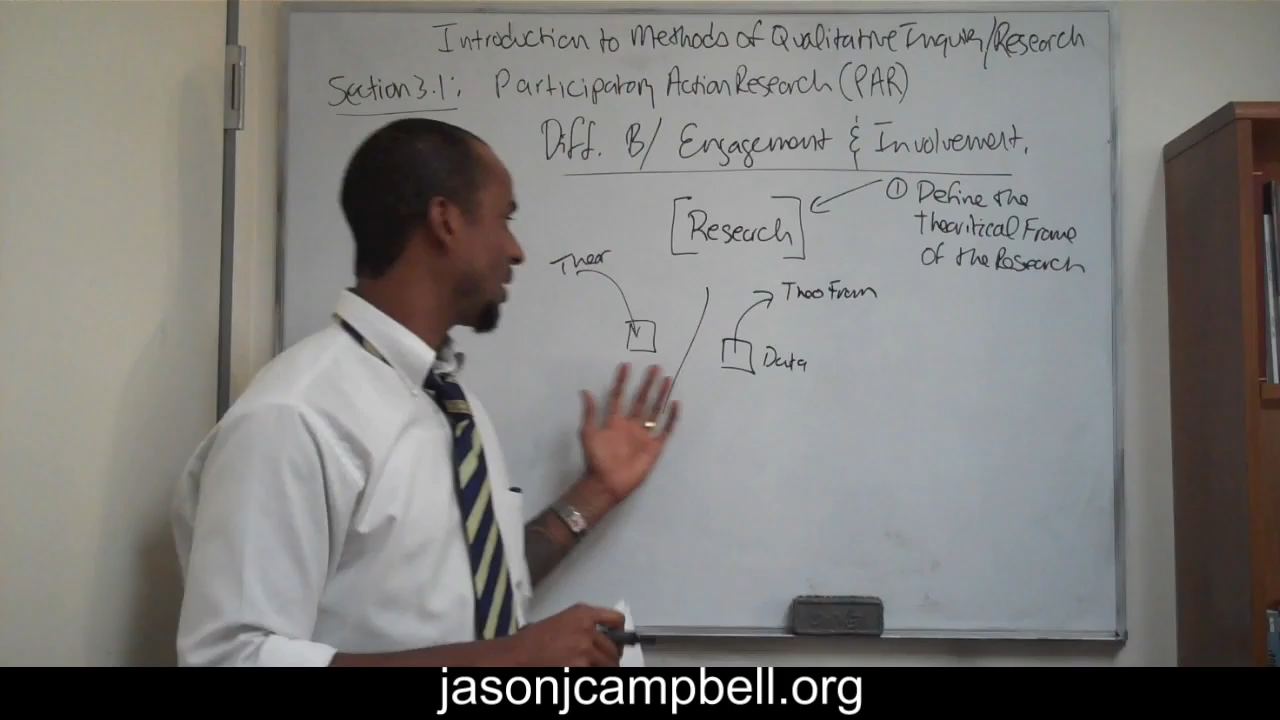 Introduction to Methods of Qualitative Inquiry/Research
Section 3.1: Participatory Action Research (PAR)
Diff. B/ Engagement & Involvement.
[Research]
① Define the
theoritical Frame
of the Research
Theor
Theo Fram
Data
jasonjcampbell.org